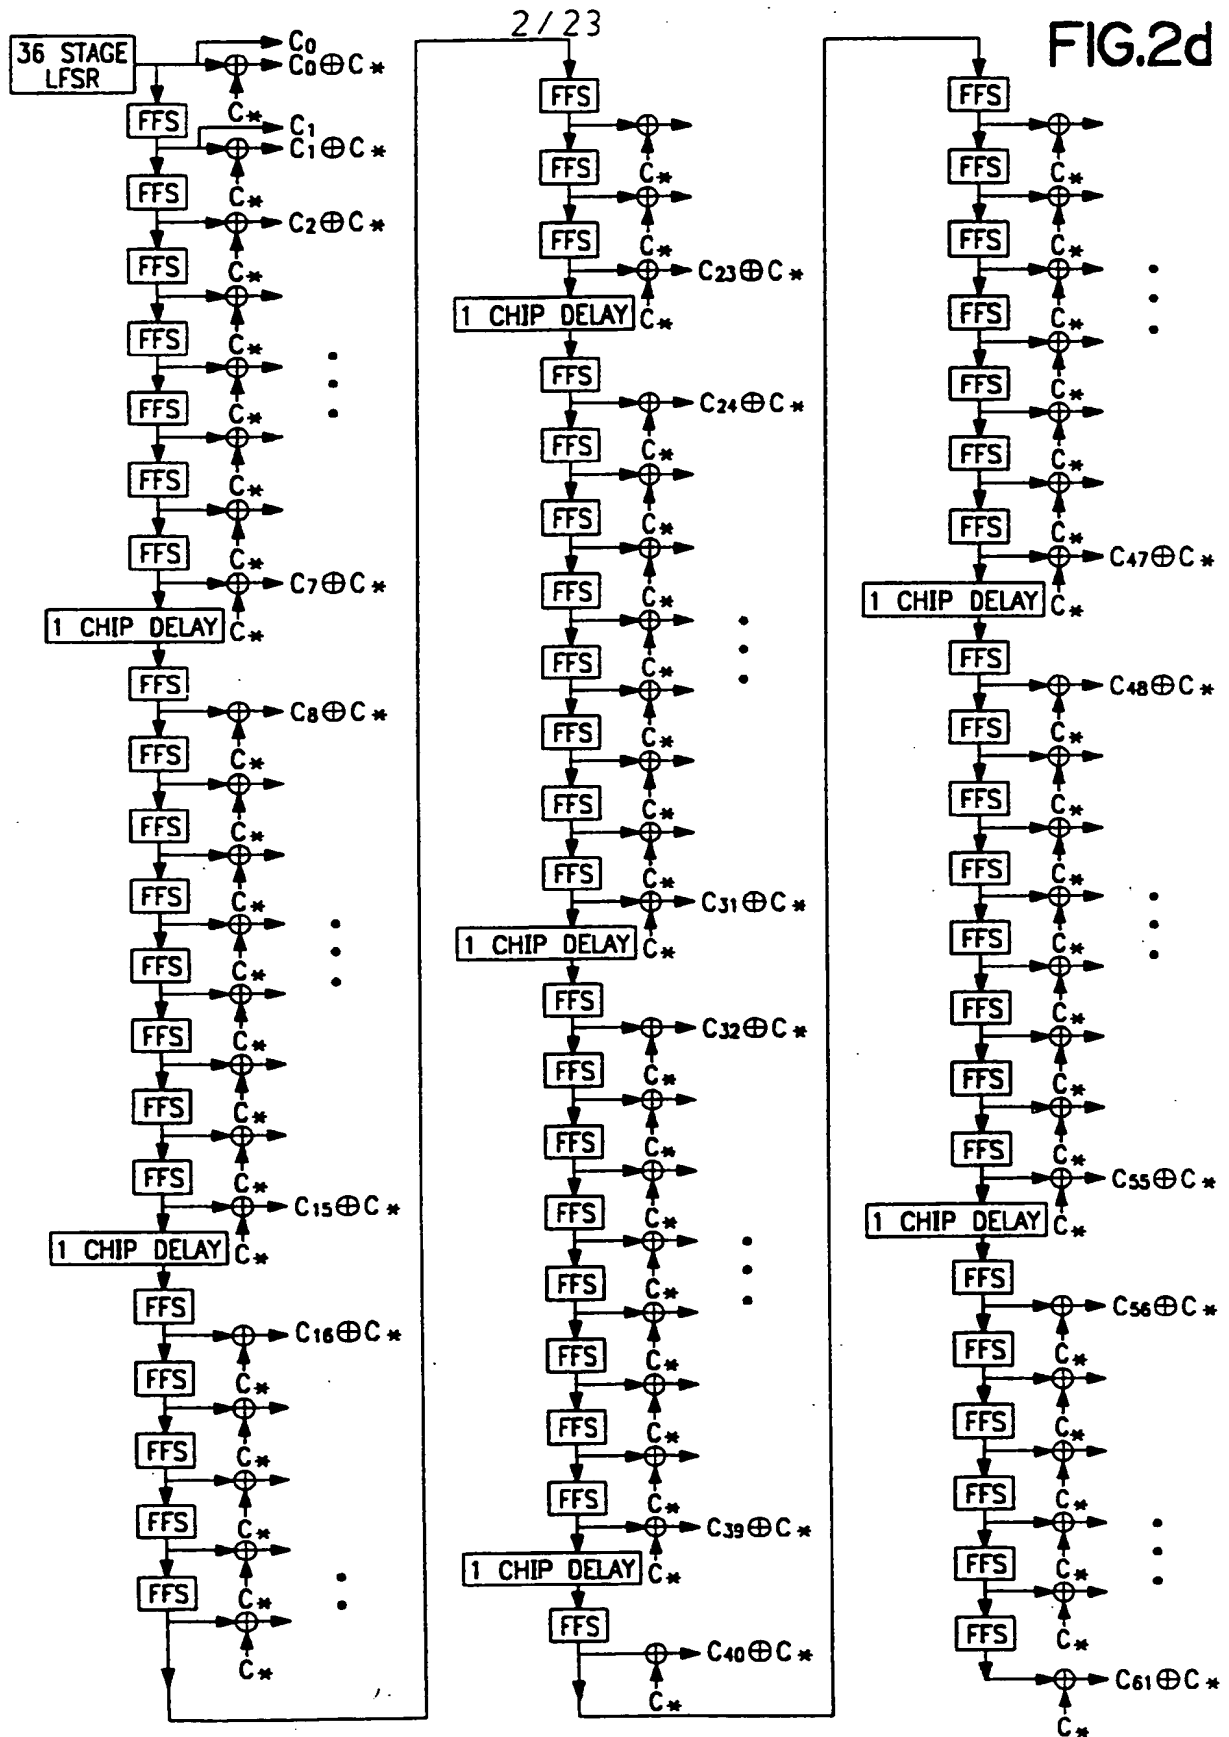 2/23
FIG.2d
36 STAGE
LFSR
C0
C0⊕C*
C*
FFS
C1
C1⊕C*
FFS C*
C2⊕C*
FFS C*
FFS C*
FFS C*
FFS C*
FFS C*
C7⊕C*
1 CHIP DELAY C*
FFS
C8⊕C*
FFS C*
FFS C*
FFS C*
FFS C*
FFS C*
FFS C*
FFS C*
C15⊕C*
1 CHIP DELAY C*
FFS
C16⊕C*
FFS C*
FFS C*
FFS C*
FFS C*
C*
FFS
FFS C*
FFS C*
C23⊕C*
1 CHIP DELAY C*
FFS
C24⊕C*
FFS C*
FFS C*
FFS C*
FFS C*
FFS C*
FFS C*
FFS C*
C31⊕C*
1 CHIP DELAY C*
FFS
C32⊕C*
FFS C*
FFS C*
FFS C*
FFS C*
FFS C*
FFS C*
FFS C*
C39⊕C*
1 CHIP DELAY C*
FFS
C40⊕C*
C*
FFS
FFS C*
FFS C*
FFS C*
FFS C*
FFS C*
FFS C*
C47⊕C*
1 CHIP DELAY C*
FFS
C48⊕C*
FFS C*
FFS C*
FFS C*
FFS C*
FFS C*
FFS C*
FFS C*
C55⊕C*
1 CHIP DELAY C*
FFS
C56⊕C*
FFS C*
FFS C*
FFS C*
FFS C*
FFS C*
C61⊕C*
C*